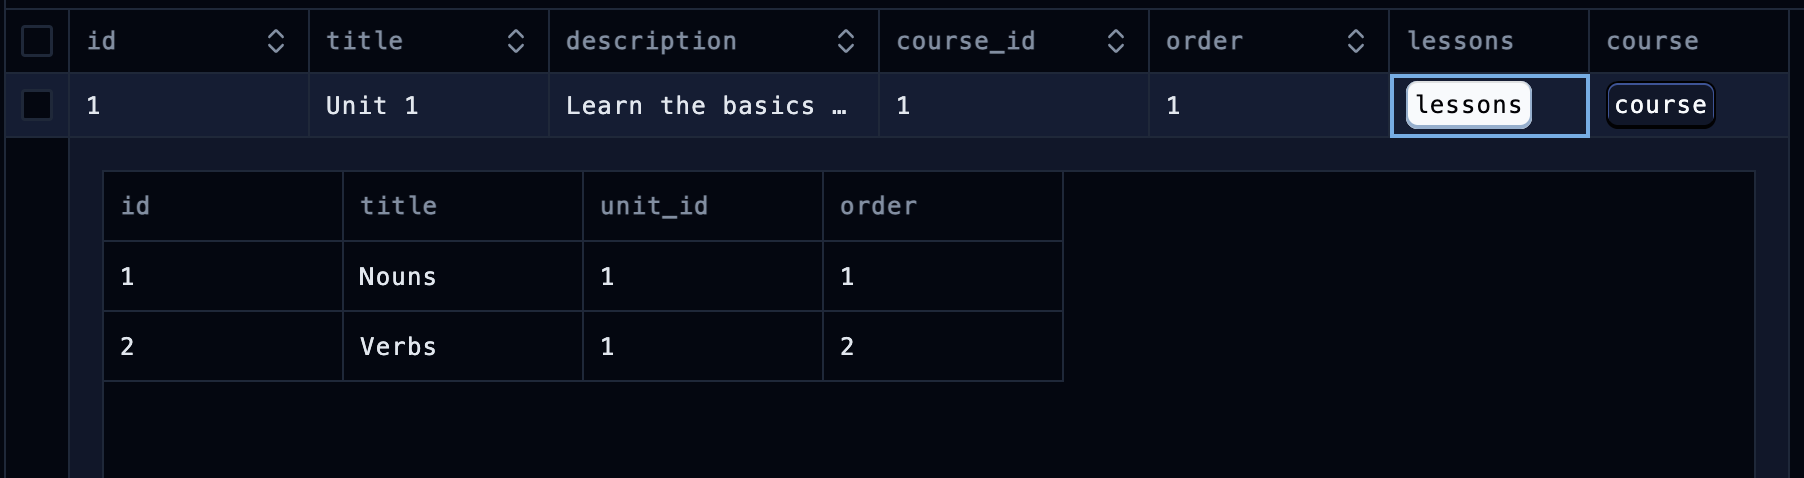 id title description course_id order lessons course
1 Unit 1 Learn the basics … 1 1 lessons course
id title unit_id order
1 Nouns 1 1
2 Verbs 1 2